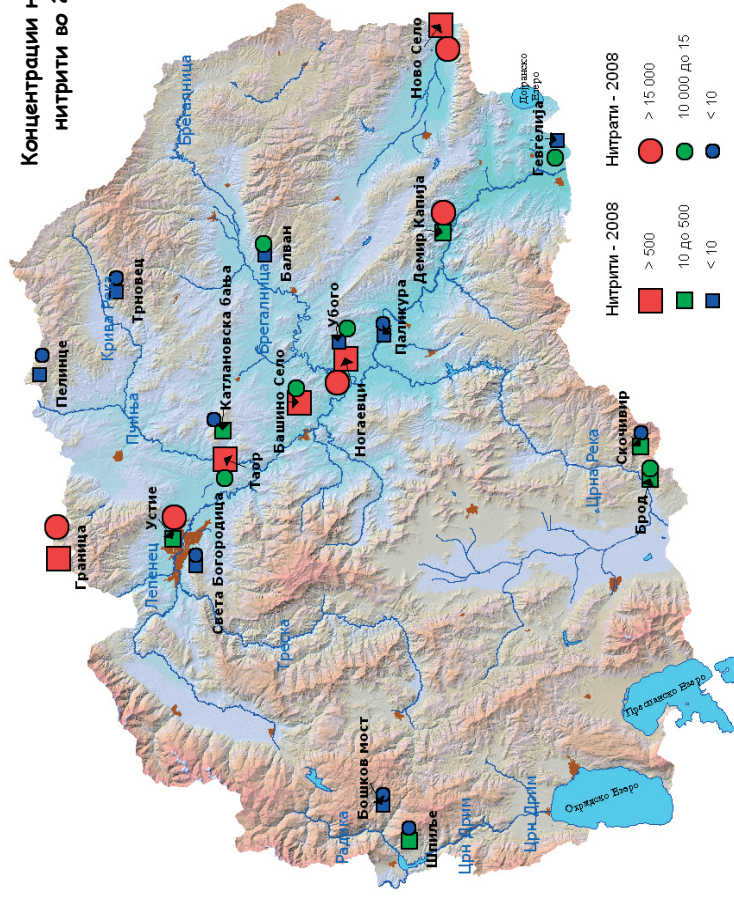 Концентрации
нитрити во
Пелинце
Граница
Крива Река
Пчиња
Трновец
Лепенец
Устие
Брегалница
Света Богородица
Катлановска бања
Таор
Брегалница
Башино Село
Треска
Балван
Убого
Радика
Ногаевци
Бошков мост
Паликура
Ново Село
Демир Капија
Шпиље
Црн Дрим
Дојранско
Езеро
Црн Дрим
Гевгелија
Црна Река
Охридско Езеро
Скочивир
Брод
Преспанско Езеро
Нитрити - 2008
> 500
10 до 500
< 10
Нитрати - 2008
> 15 000
10 000 до 15
< 10